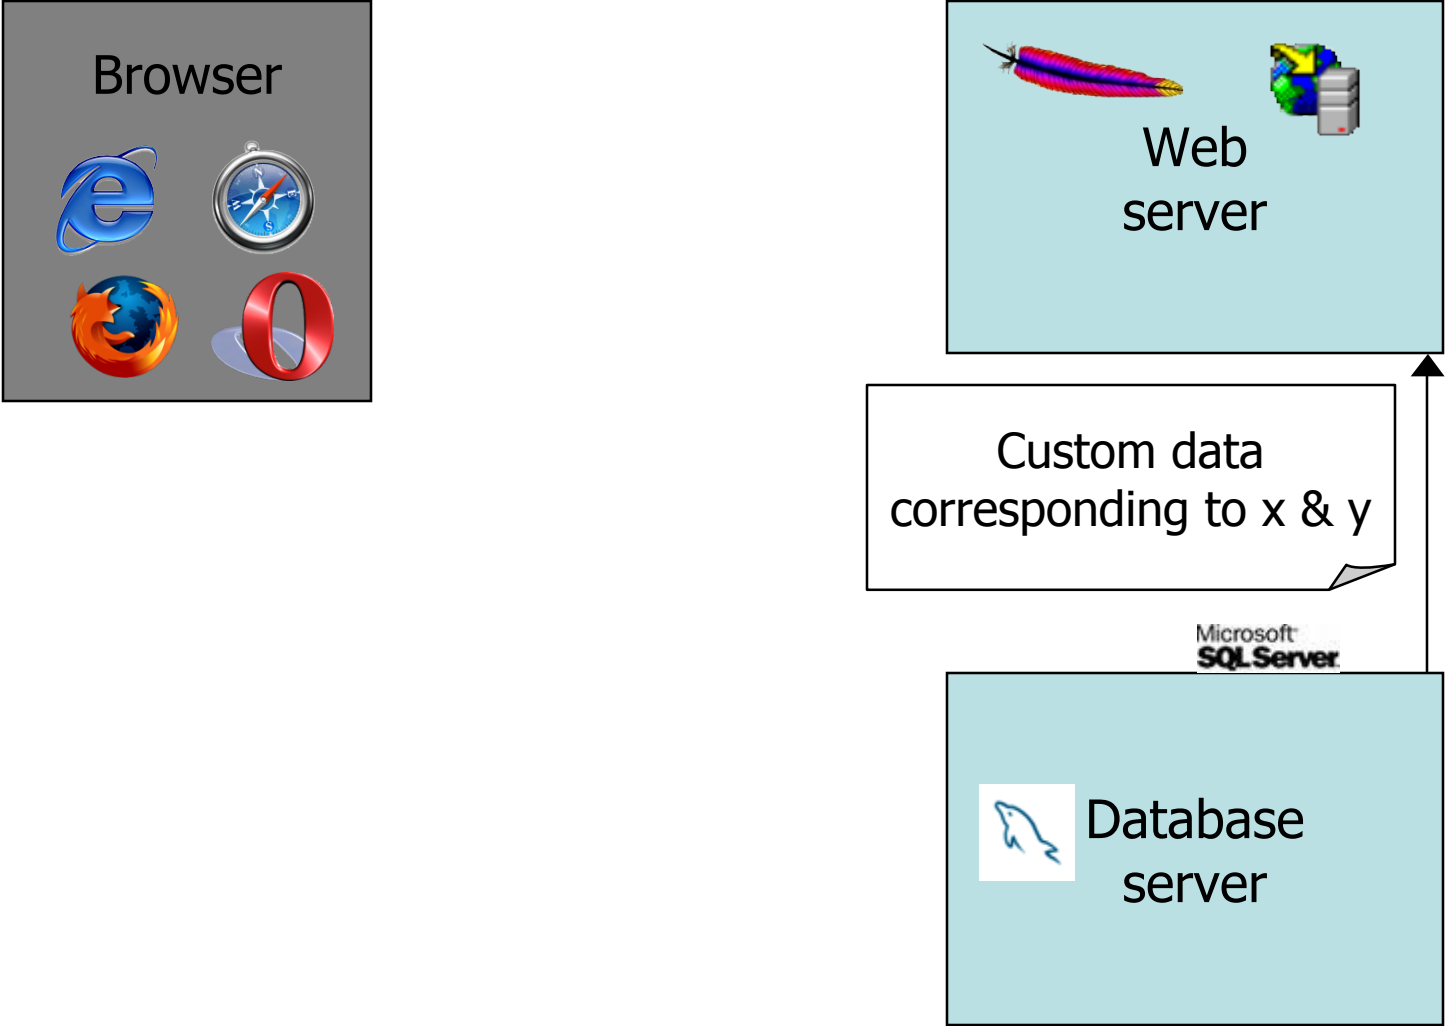 Browser
Web
server
Custom data
corresponding to x & y
Microsoft
SQL Server
Database
server